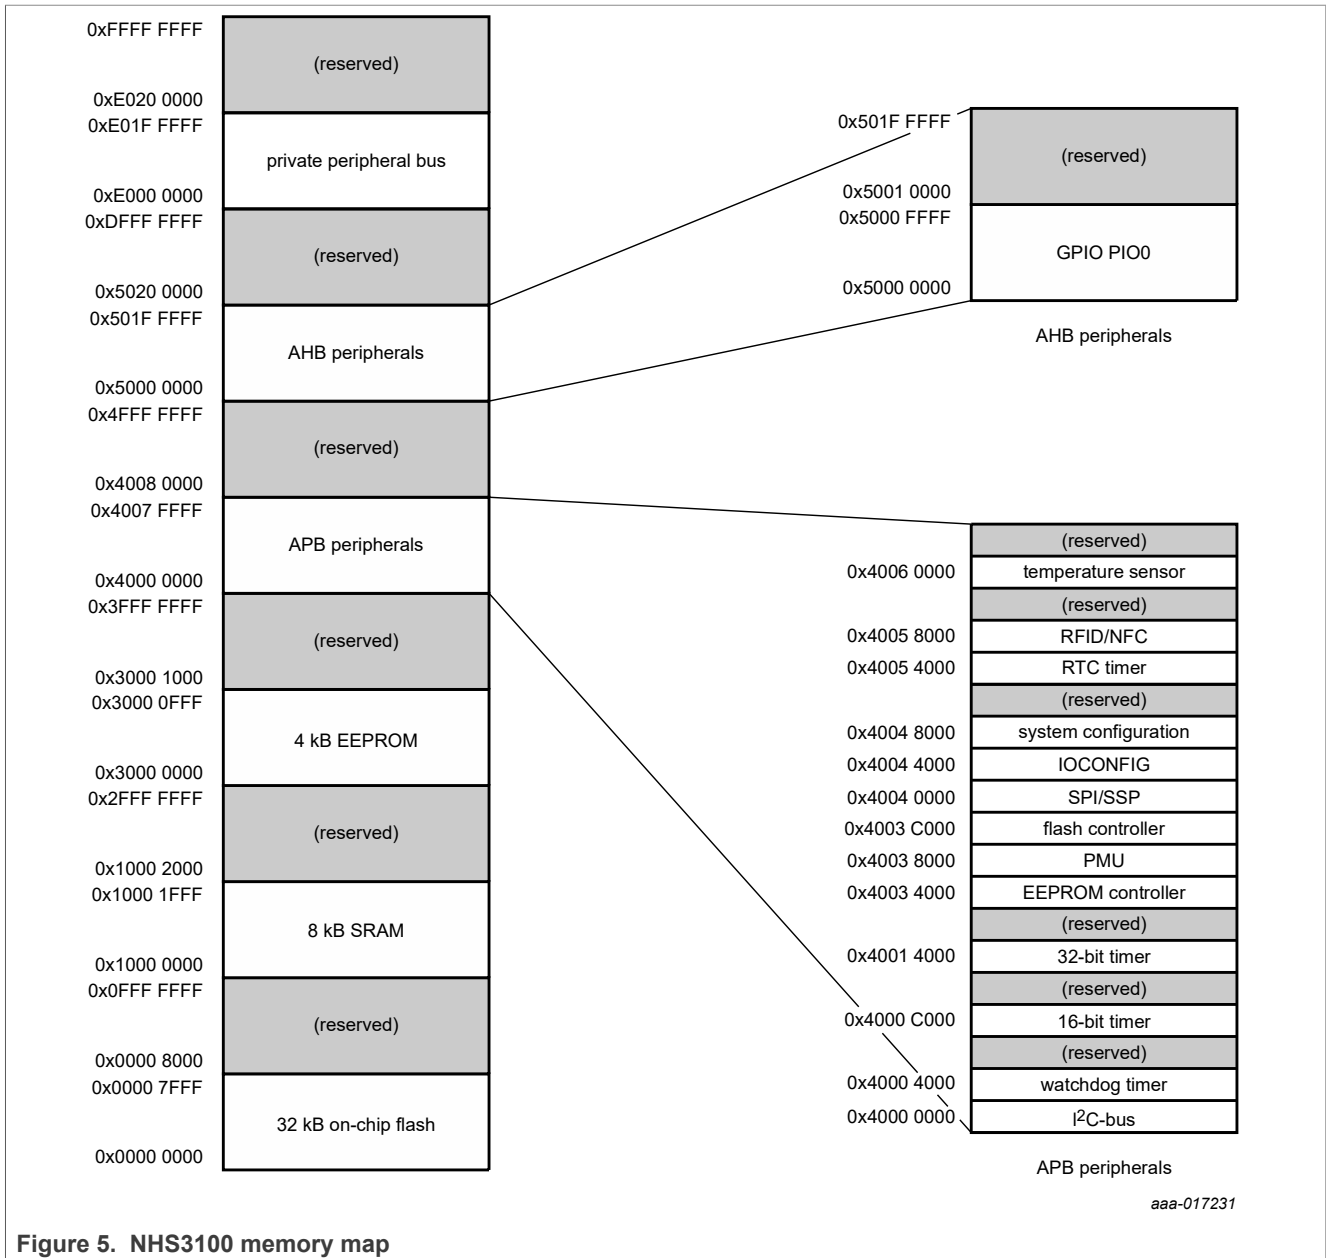 0xFFFF FFFF
(reserved)
0xE020 0000
0xE01F FFFF
private peripheral bus
0xE000 0000
0xDFFF FFFF
(reserved)
0x5020 0000
0x501F FFFF
AHB peripherals
0x5000 0000
0x4FFF FFFF
(reserved)
0x4008 0000
0x4007 FFFF
APB peripherals
0x4000 0000
0x3FFF FFFF
(reserved)
0x3000 1000
0x3000 0FFF
4 kB EEPROM
0x3000 0000
0x2FFF FFFF
(reserved)
0x1000 2000
0x1000 1FFF
8 kB SRAM
0x1000 0000
0x0FFF FFFF
(reserved)
0x0000 8000
0x0000 7FFF
32 kB on-chip flash
0x0000 0000
0x501F FFFF
(reserved)
0x5001 0000
0x5000 FFFF
GPIO PIO0
0x5000 0000
AHB peripherals
(reserved)
0x4006 0000 temperature sensor
(reserved)
0x4005 8000 RFID/NFC
0x4005 4000 RTC timer
(reserved)
0x4004 8000 system configuration
0x4004 4000 IOCONFIG
0x4004 0000 SPI/SSP
0x4003 C000 flash controller
0x4003 8000 PMU
0x4003 4000 EEPROM controller
(reserved)
0x4001 4000 32-bit timer
(reserved)
0x4000 C000 16-bit timer
(reserved)
0x4000 4000 watchdog timer
0x4000 0000 I²C-bus
APB peripherals
aaa-017231
Figure 5. NHS3100 memory map